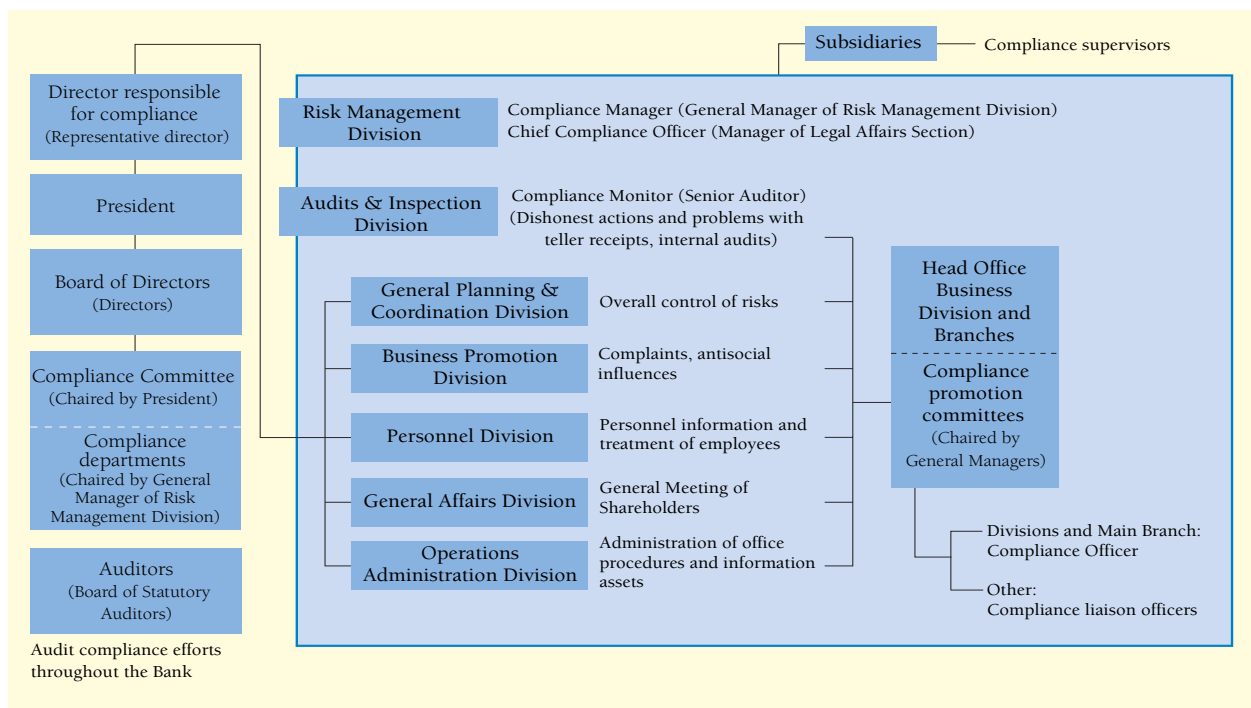 Subsidiaries
Compliance supervisors
Director responsible
for compliance
(Representative director)
President
Board of Directors
(Directors)
Compliance Committee
(Chaired by President)
Compliance
departments
(Chaired by General
Manager of Risk
Management Division)
Auditors
(Board of Statutory
Auditors)
Audit compliance efforts
throughout the Bank
Risk Management
Division
Compliance Manager (General Manager of Risk Management Division)
Chief Compliance Officer (Manager of Legal Affairs Section)
Audits & Inspection
Division
Compliance Monitor (Senior Auditor)
(Dishonest actions and problems with
teller receipts, internal audits)
General Planning &
Coordination Division
Overall control of risks
Business Promotion
Division
Complaints, antisocial
influences
Personnel Division
Personnel information and
treatment of employees
General Affairs Division
General Meeting of
Shareholders
Operations
Administration Division
Administration of office
procedures and information
assets
Head Office
Business
Division and
Branches
Compliance
promotion
committees
(Chaired by
General Managers)
Divisions and Main Branch:
Compliance Officer
Other:
Compliance liaison officers